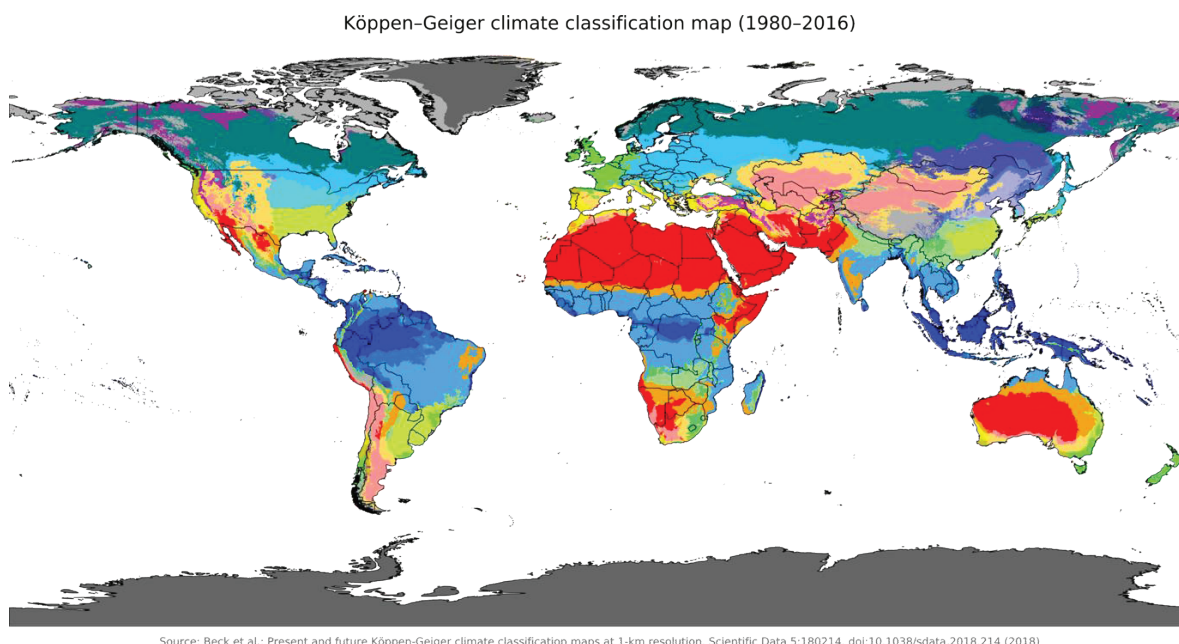 Köppen–Geiger climate classification map (1980–2016)
Source: Beck et al.: Present and future Köppen-Geiger climate classification maps at 1-km resolution, Scientific Data 5:180214, doi:10.1038/sdata.2018.214 (2018)